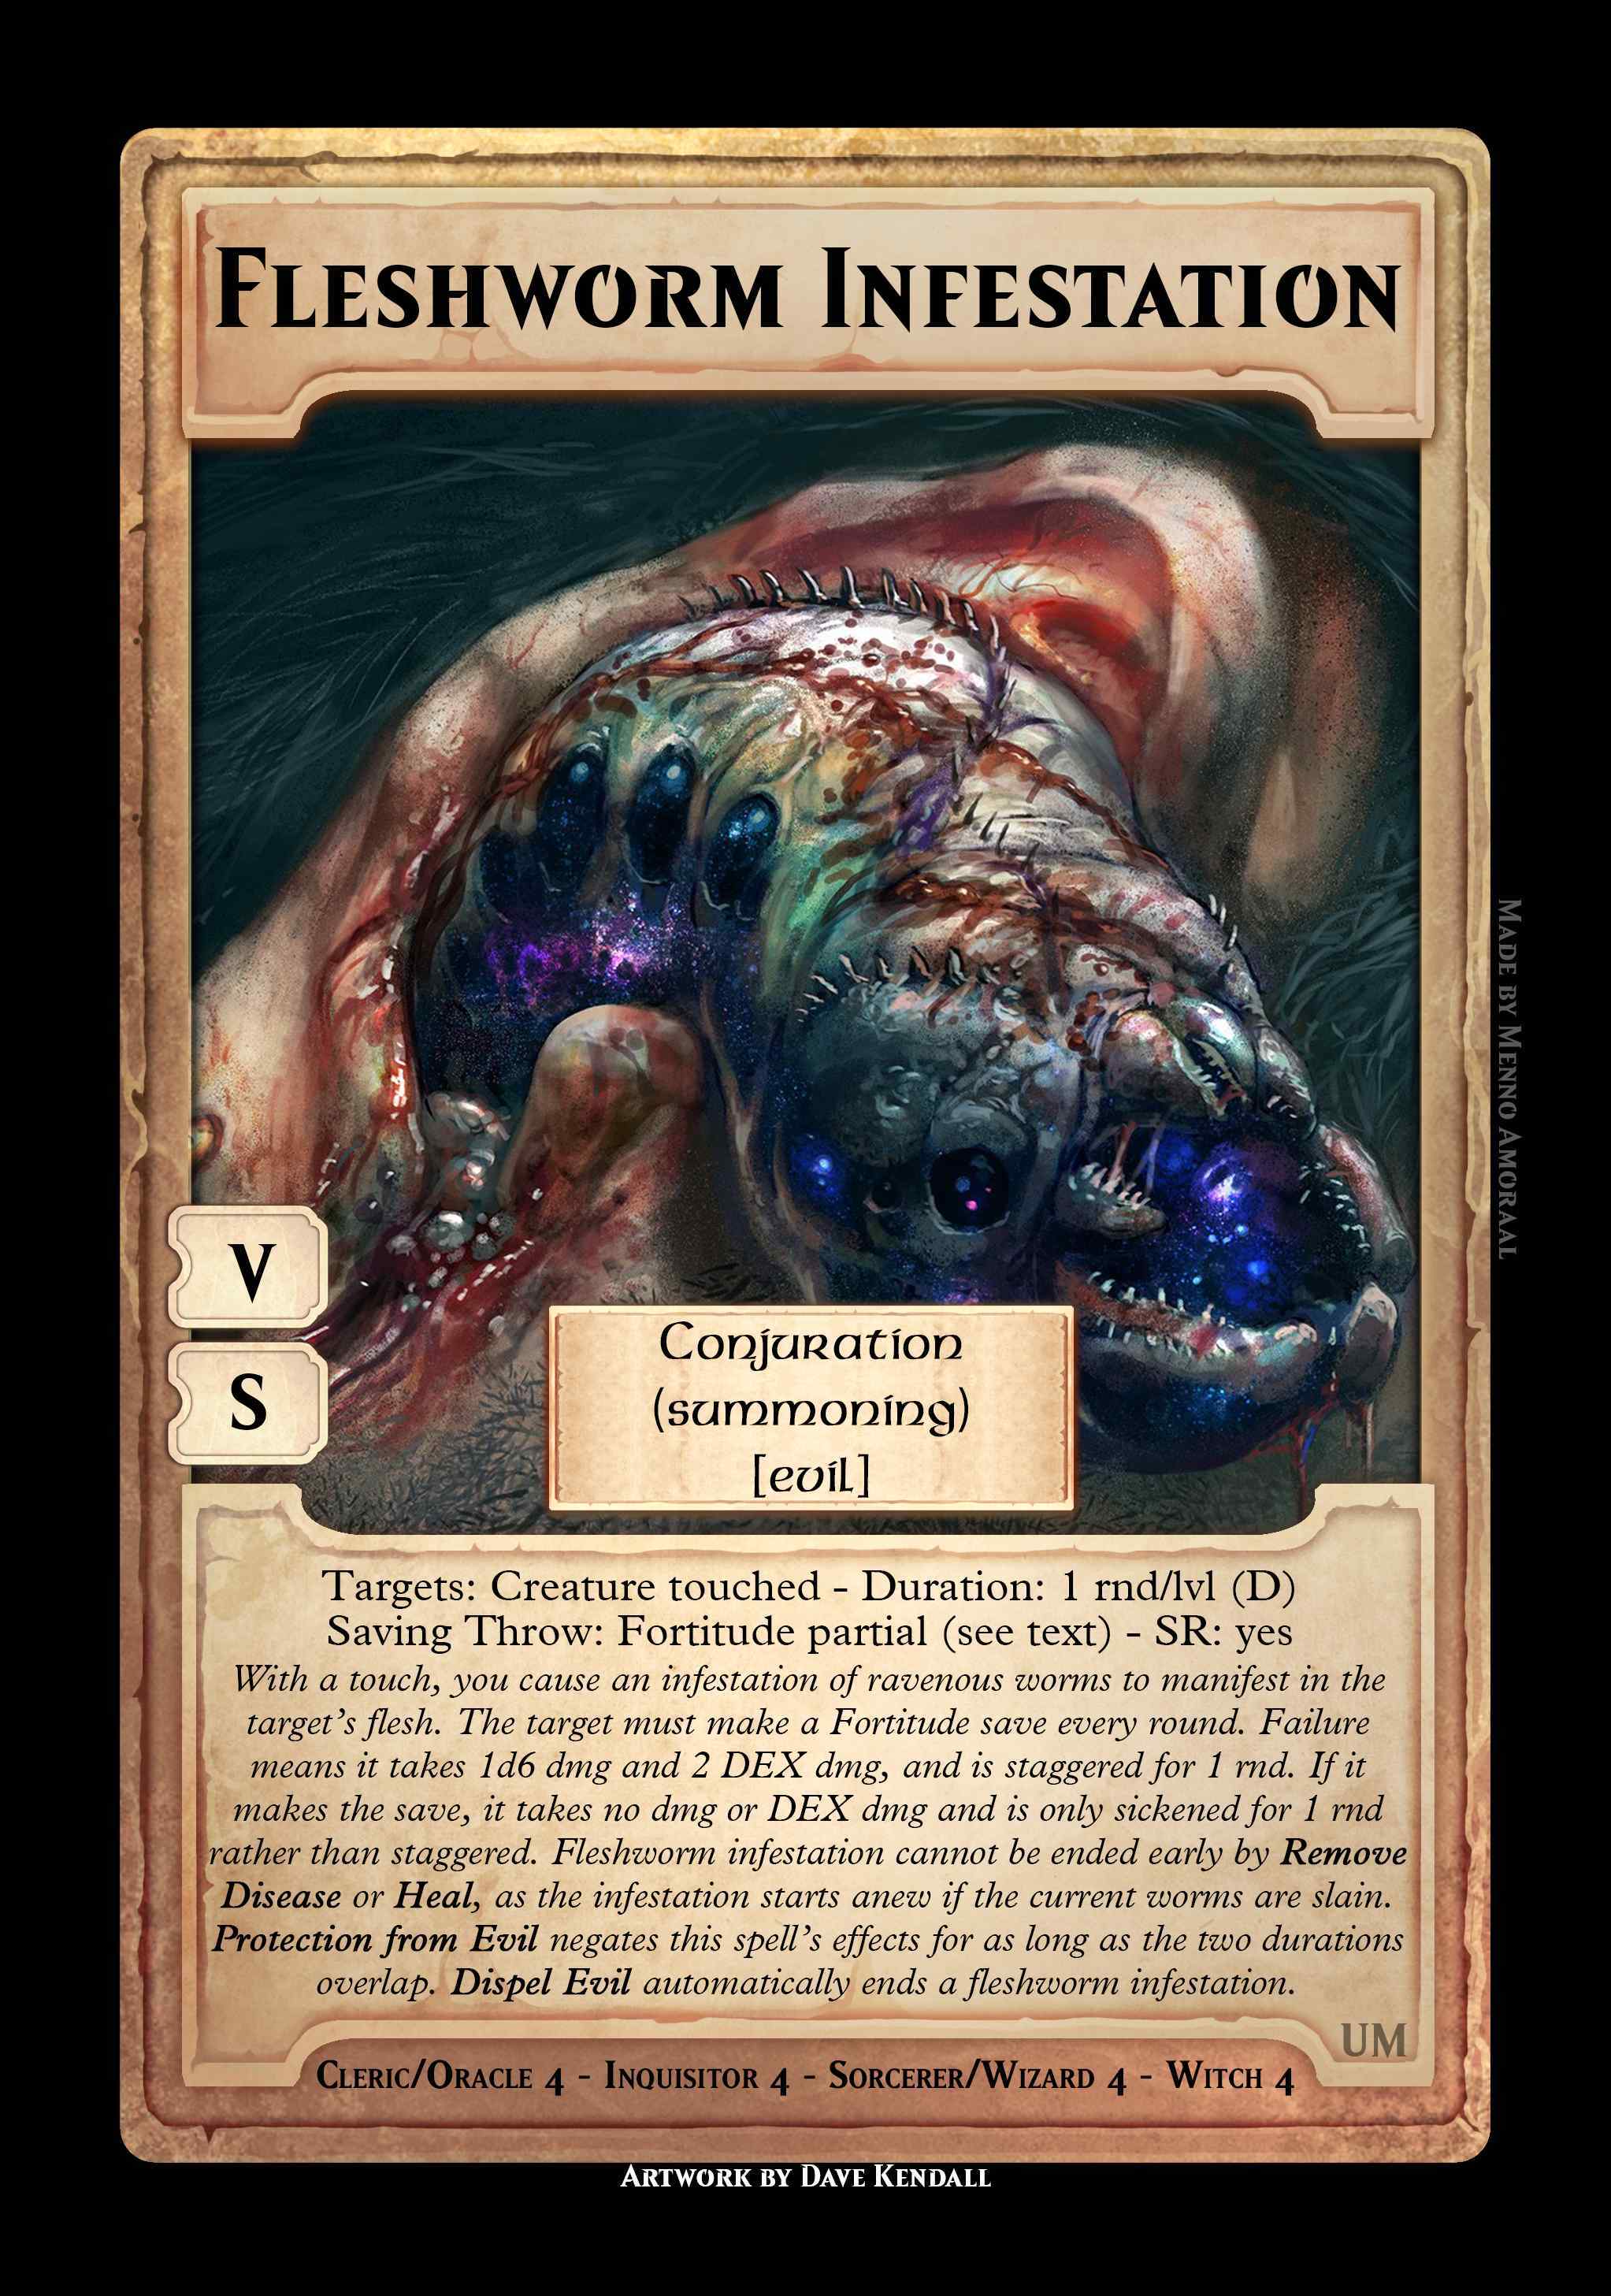 Fleshworm Infestation
V
S
Conjuration
(summoning)
[evil]
Targets: Creature touched - Duration: 1 rnd/lvl (D)
Saving Throw: Fortitude partial (see text) - SR: yes
With a touch, you cause an infestation of ravenous worms to manifest in the
target's flesh. The target must make a Fortitude save every round. Failure
means it takes 1d6 dmg and 2 DEX dmg, and is staggered for 1 rnd. If it
makes the save, it takes no dmg or DEX dmg and is only sickened for 1 rnd
rather than staggered. Fleshworm infestation cannot be ended early by Remove
Disease or Heal, as the infestation starts anew if the current worms are slain.
Protection from Evil negates this spell's effects for as long as the two durations
overlap. Dispel Evil automatically ends a fleshworm infestation.
UM
Cleric/Oracle 4 - Inquisitor 4 - Sorcerer/Wizard 4 - Witch 4
Artwork by Dave Kendall
Made by Menno Amoraal